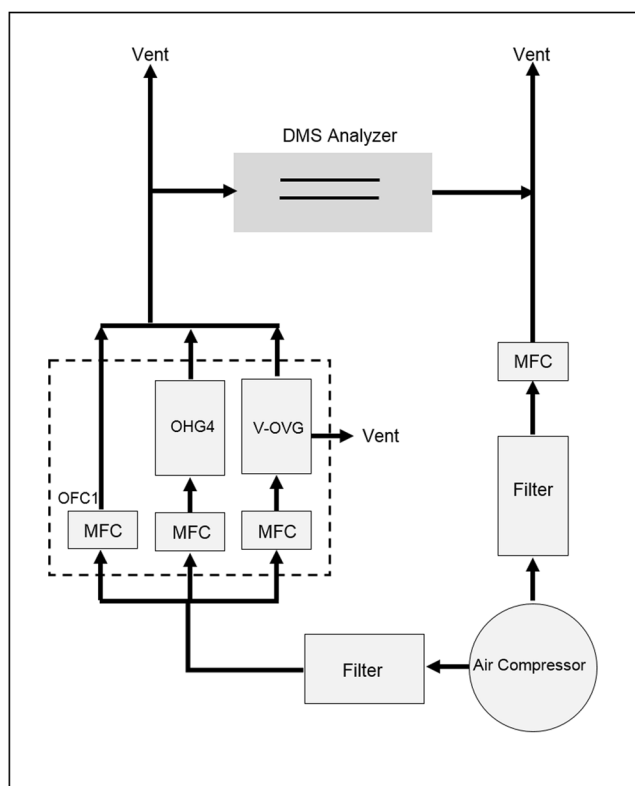 Vent
Vent
DMS Analyzer
MFC
OHG4
V-OVG
Vent
Filter
OFC1
MFC
MFC
MFC
Filter
Air Compressor